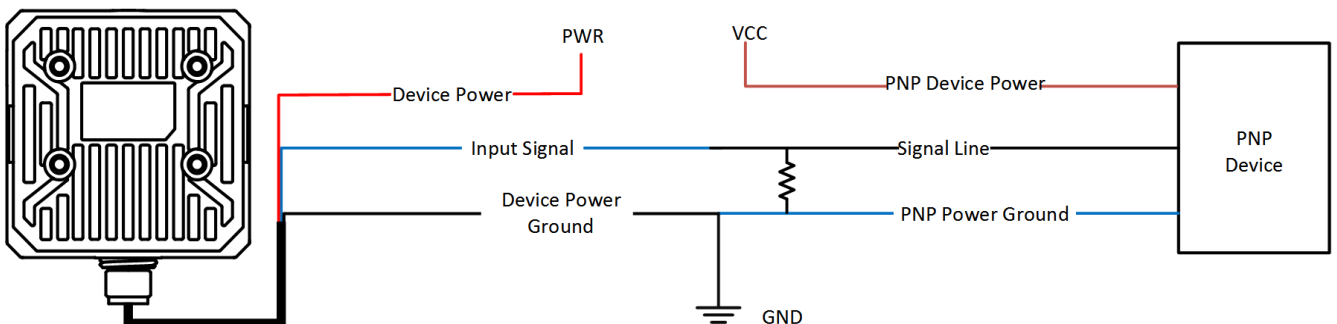 PWR
VCC
Device Power
PNP Device Power
Input Signal
Signal Line
PNP
Device
Device Power
Ground
PNP Power Ground
GND